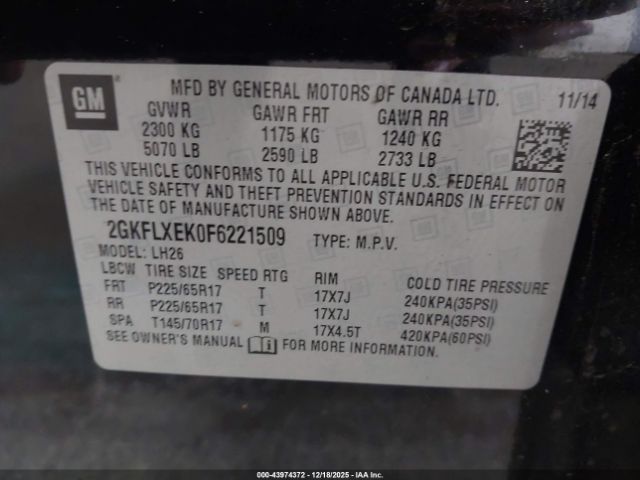 GM
MFD BY GENERAL MOTORS OF CANADA LTD. 11/14
GVWR GAWR FRT GAWR RR
2300 KG 1175 KG 1240 KG
5070 LB 2590 LB 2733 LB
THIS VEHICLE CONFORMS TO ALL APPLICABLE U.S. FEDERAL MOTOR
VEHICLE SAFETY AND THEFT PREVENTION STANDARDS IN EFFECT ON
THE DATE OF MANUFACTURE SHOWN ABOVE.
2GKFLXEK0F6221509 TYPE: M.P.V.
MODEL: LH26
LBCW TIRE SIZE SPEED RTG RIM COLD TIRE PRESSURE
FRT P225/65R17 T 17X7J 240KPA(35PSI)
RR P225/65R17 T 17X7J 240KPA(35PSI)
SPA T145/70R17 M 17X4.5T 420KPA(60PSI)
SEE OWNER'S MANUAL FOR MORE INFORMATION.
000-43974372 - 12/18/2025 - IAA Inc.